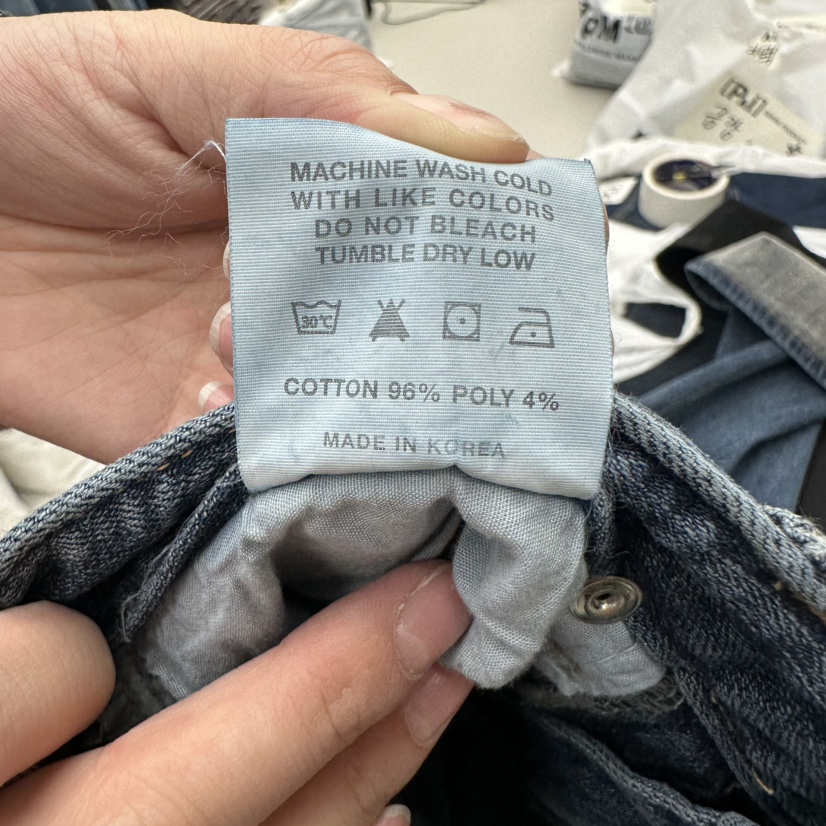 MACHINE WASH COLD
WITH LIKE COLORS
DO NOT BLEACH
TUMBLE DRY LOW
30°C
COTTON 96% POLY 4%
MADE IN KOREA